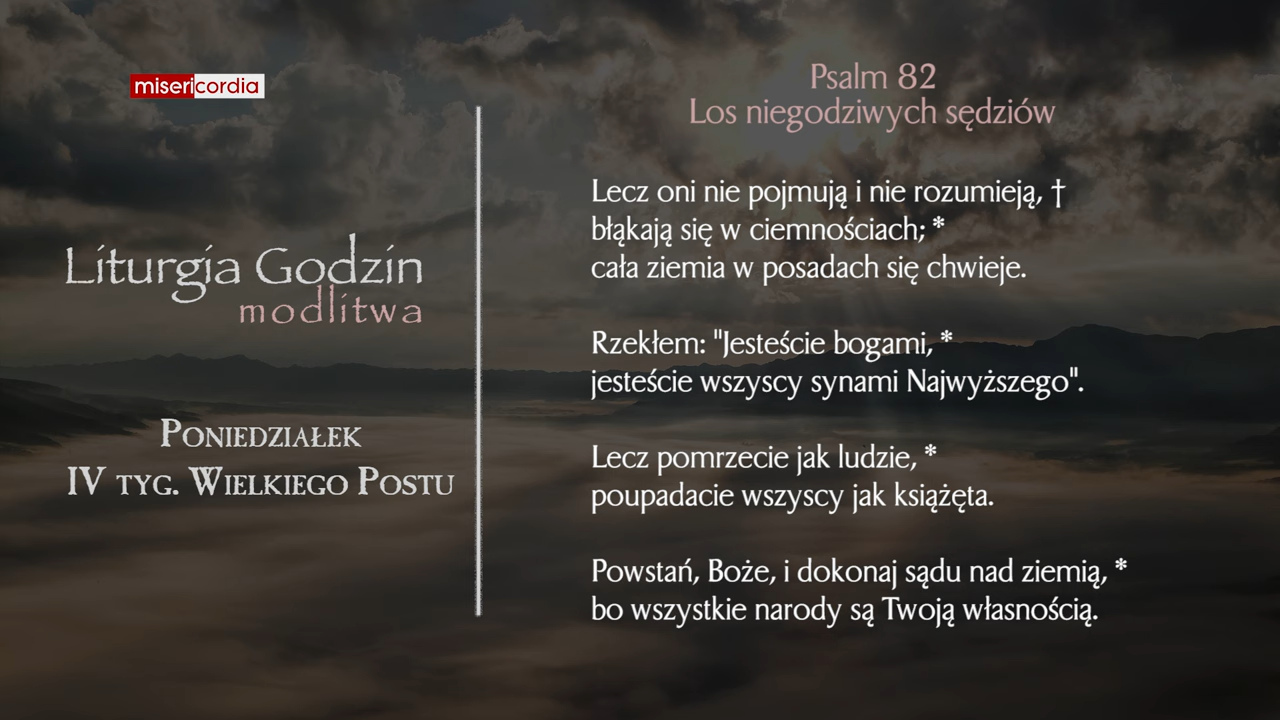 misericordia
Liturgia Godzin
modlitwa
Poniedziałek
IV tyg. Wielkiego Postu
Psalm 82
Los niegodziwych sędziów
Lecz oni nie pojmują i nie rozumieją, †
błąkają się w ciemnościach; *
cała ziemia w posadach się chwieje.
Rzekłem: "Jesteście bogami, *
jesteście wszyscy synami Najwyższego".
Lecz pomrzecie jak ludzie, *
poupadacie wszyscy jak książęta.
Powstań, Boże, i dokonaj sądu nad ziemią, *
bo wszystkie narody są Twoją własnością.